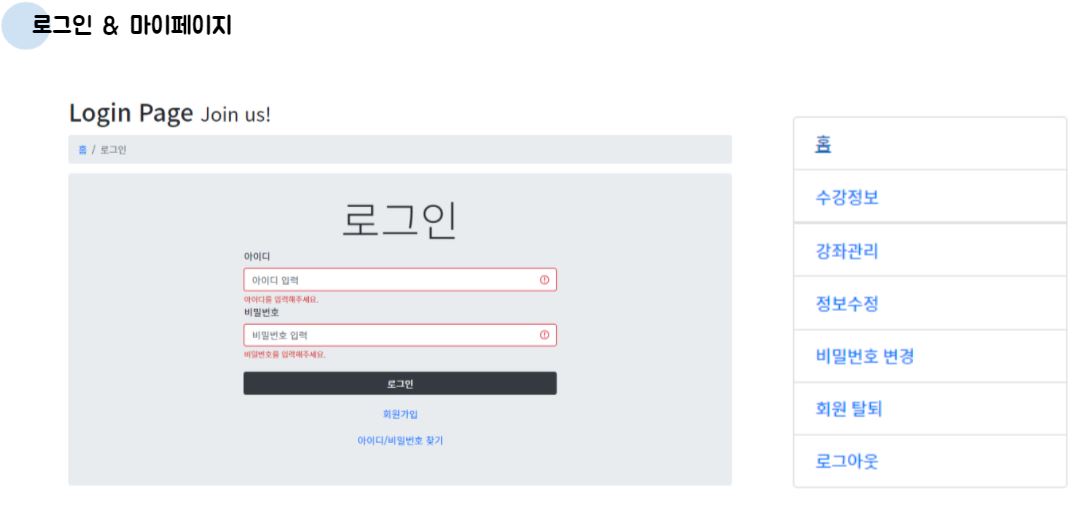 로그인 & 마이페이지
Login Page Join us!
홈 / 로그인
로그인
아이디
아이디 입력
아이디를 입력해주세요.
비밀번호
비밀번호 입력
비밀번호를 입력해주세요.
로그인
회원가입
아이디/비밀번호 찾기
홈
수강정보
강좌관리
정보수정
비밀번호 변경
회원 탈퇴
로그아웃